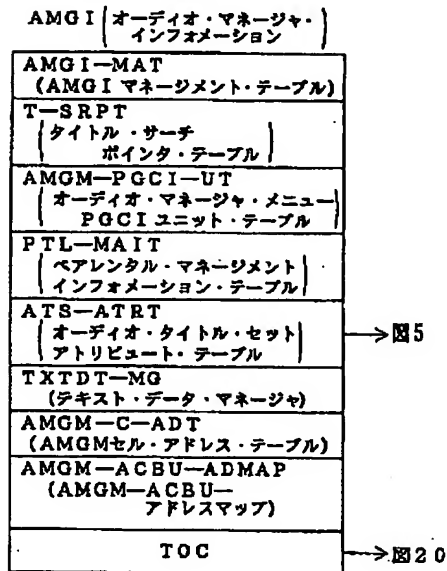 AMGI(オーディオ・マネージャ・
インフォメーション)
AMGI—MAT
(AMGIマネージメント・テーブル)
T—SRPT
(タイトル・サーチ
ポインタ・テーブル)
AMGM—PGCI—UT
(オーディオ・マネージャ・メニュー
PGCIユニット・テーブル)
PTL—MAIT
(ペアレンタル・マネージメント
インフォメーション・テーブル)
ATS—ATRT
(オーディオ・タイトル・セット
アトリビュート・テーブル)
→図5
TXTDT—MG
(テキスト・データ・マネージャ)
AMGM—C—ADT
(AMGMセル・アドレス・テーブル)
AMGM—ACBU—ADMAP
(AMGM—ACBU—
アドレスマップ)
TOC
→図20